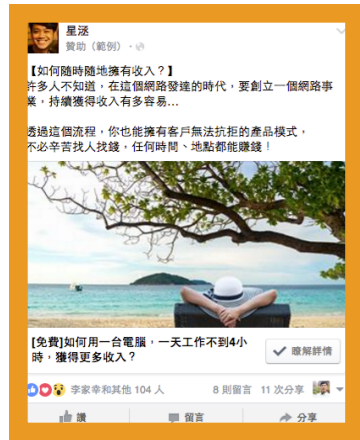 星涵
贊助（範例）·
【如何隨時隨地擁有收入？】
許多人不知道，在這個網路發達的時代，要創立一個網路事
業，持續獲得收入有多容易...
透過這個流程，你也能擁有客戶無法抗拒的產品模式，
不必辛苦找人找錢，任何時間、地點都能賺錢！
[免費]如何用一台電腦，一天工作不到4小
時，獲得更多收入？
瞭解詳情
李家幸和其他 104 人
8 則留言 11 次分享
讚
留言
分享